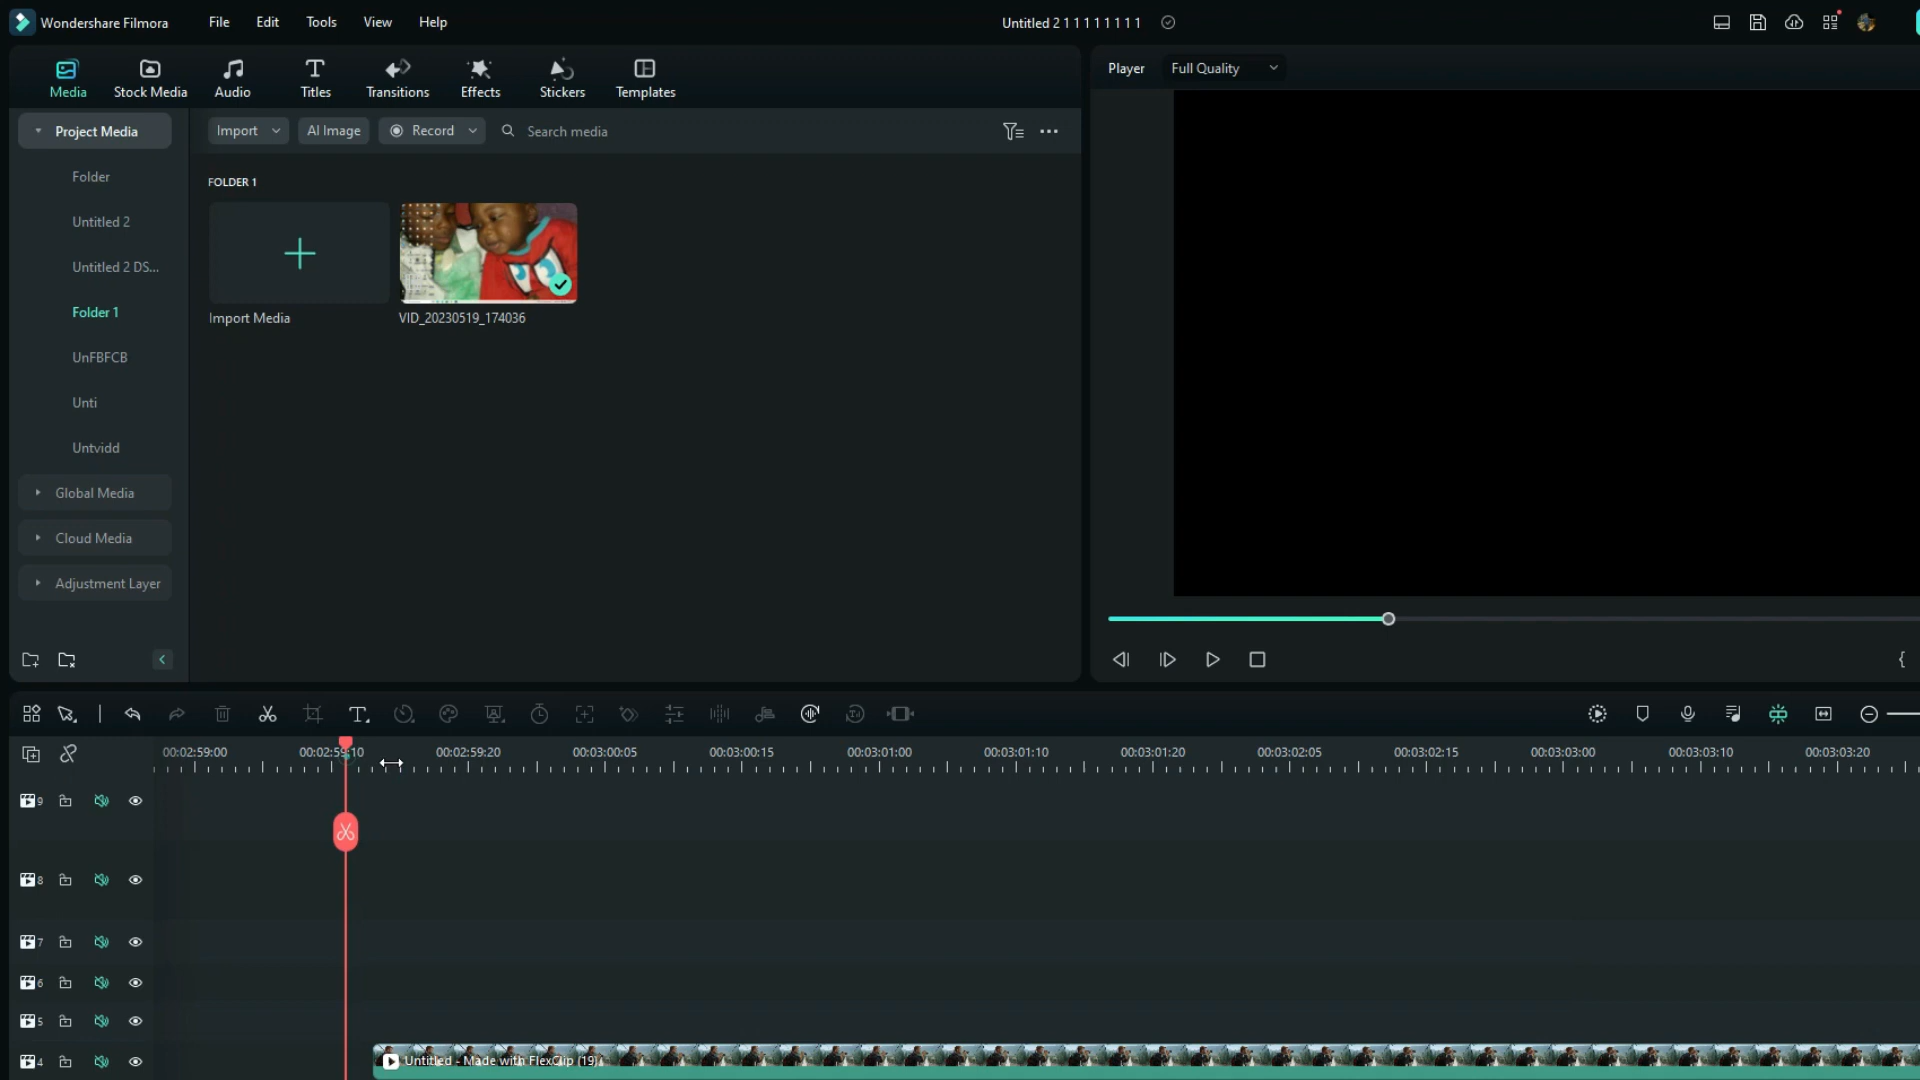 Wondershare Filmora File Edit Tools View Help Untitled 2 1 1 1 1 1 1 1 1
Media Stock Media Audio Titles Transitions Effects Stickers Templates
Player Full Quality
Project Media
Folder
Untitled 2
Untitled 2 DS...
Folder 1
UnFBFCB
Unti
Untvidd
Global Media
Cloud Media
Adjustment Layer
Import AI Image Record Search media
FOLDER 1
Import Media VID_20230519_174036
00:02:59:00 00:02:59:10 00:02:59:20 00:03:00:05 00:03:00:15 00:03:01:00 00:03:01:10 00:03:01:20 00:03:02:05 00:03:02:15 00:03:03:00 00:03:03:10 00:03:03:20
9
8
7
6
5
4
Untitled - Made with FlexClip (19)